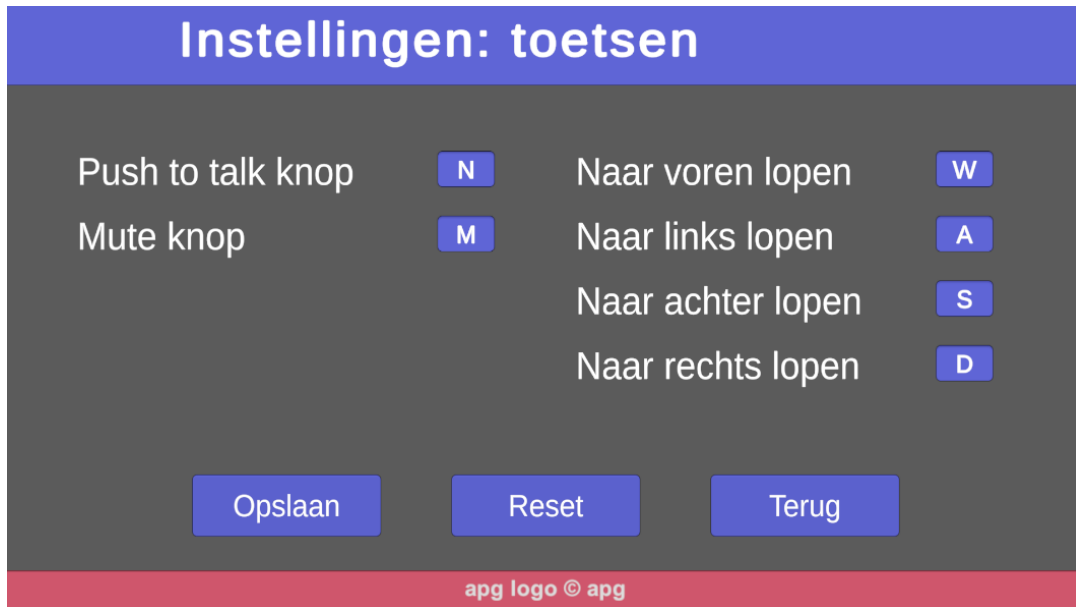 Instellingen: toetsen
Push to talk knop N
Mute knop M
Naar voren lopen W
Naar links lopen A
Naar achter lopen S
Naar rechts lopen D
Opslaan Reset Terug
apg logo © apg